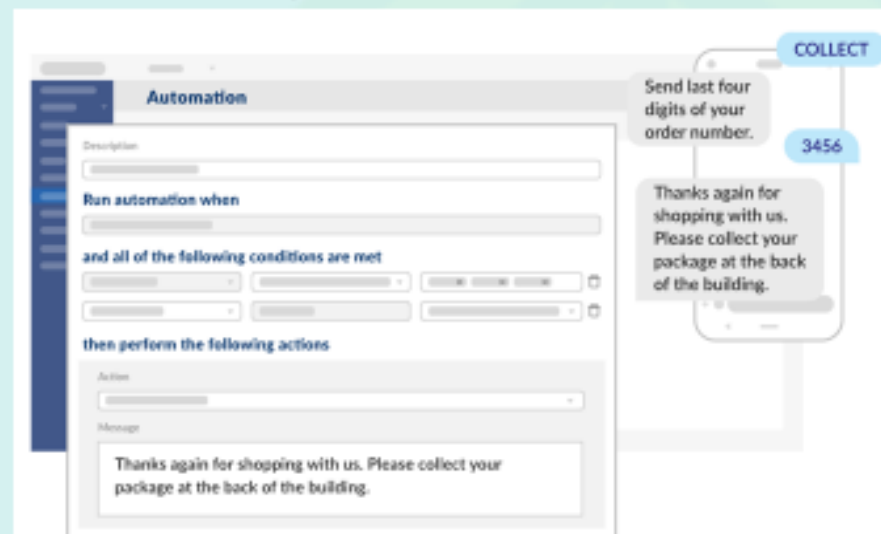 Automation
Description
Run automation when
and all of the following conditions are met
then perform the following actions
Action
Message
Thanks again for shopping with us. Please collect your
package at the back of the building.
COLLECT
Send last four
digits of your
order number.
3456
Thanks again for
shopping with us.
Please collect your
package at the back
of the building.